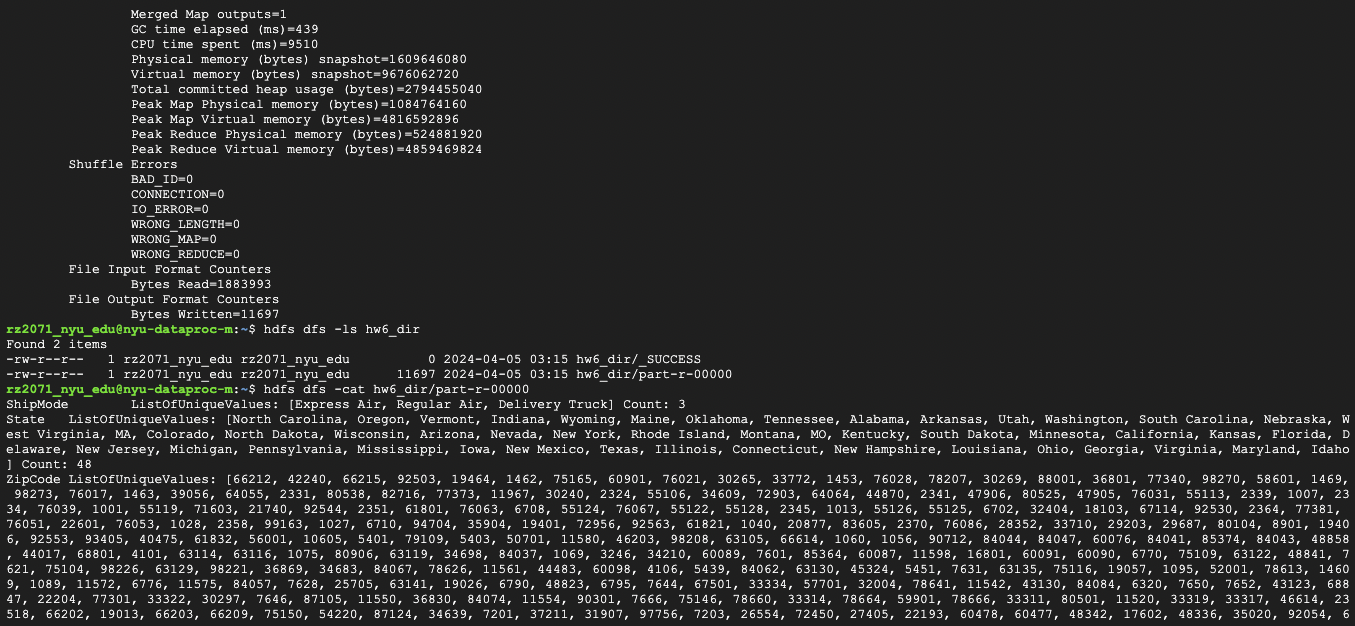 Merged Map outputs=1
GC time elapsed (ms)=439
CPU time spent (ms)=9510
Physical memory (bytes) snapshot=1609646080
Virtual memory (bytes) snapshot=9676062720
Total committed heap usage (bytes)=2794455040
Peak Map Physical memory (bytes)=1084764160
Peak Map Virtual memory (bytes)=4816592896
Peak Reduce Physical memory (bytes)=524881920
Peak Reduce Virtual memory (bytes)=4859469824
Shuffle Errors
BAD_ID=0
CONNECTION=0
IO_ERROR=0
WRONG_LENGTH=0
WRONG_MAP=0
WRONG_REDUCE=0
File Input Format Counters
Bytes Read=1883993
File Output Format Counters
Bytes Written=11697
rz2071_nyu_edu@nyu-dataproc-m:~$ hdfs dfs -ls hw6_dir
Found 2 items
-rw-r--r--   1 rz2071_nyu_edu rz2071_nyu_edu          0 2024-04-05 03:15 hw6_dir/_SUCCESS
-rw-r--r--   1 rz2071_nyu_edu rz2071_nyu_edu      11697 2024-04-05 03:15 hw6_dir/part-r-00000
rz2071_nyu_edu@nyu-dataproc-m:~$ hdfs dfs -cat hw6_dir/part-r-00000
ShipMode        ListOfUniqueValues: [Express Air, Regular Air, Delivery Truck] Count: 3
State   ListOfUniqueValues: [North Carolina, Oregon, Vermont, Indiana, Wyoming, Maine, Oklahoma, Tennessee, Alabama, Arkansas, Utah, Washington, South Carolina, Nebraska, W
est Virginia, MA, Colorado, North Dakota, Wisconsin, Arizona, Nevada, New York, Rhode Island, Montana, MO, Kentucky, South Dakota, Minnesota, California, Kansas, Florida, D
elaware, New Jersey, Michigan, Pennsylvania, Mississippi, Iowa, New Mexico, Texas, Illinois, Connecticut, New Hampshire, Louisiana, Ohio, Georgia, Virginia, Maryland, Idaho
] Count: 48
ZipCode ListOfUniqueValues: [66212, 42240, 66215, 92503, 19464, 1462, 75165, 60901, 76021, 30265, 33772, 1453, 76028, 78207, 30269, 88001, 36801, 77340, 98270, 58601, 1469,
98273, 76017, 1463, 39056, 64055, 2331, 80538, 82716, 77373, 11967, 30240, 2324, 55106, 34609, 72903, 64064, 44870, 2341, 47906, 80525, 47905, 76031, 55113, 2339, 1007, 23
34, 76039, 1001, 55119, 71603, 21740, 92544, 2351, 61801, 76063, 6708, 55124, 76067, 55122, 55128, 2345, 1013, 55126, 55125, 6702, 32404, 18103, 67114, 92530, 2364, 77381,
76051, 22601, 76053, 1028, 2358, 99163, 1027, 6710, 94704, 35904, 19401, 72956, 92563, 61821, 1040, 20877, 83605, 2370, 76086, 28352, 33710, 29203, 29687, 80104, 8901, 1940
6, 92553, 93405, 40475, 61832, 56001, 10605, 5401, 79109, 5403, 50701, 11580, 46203, 98208, 63105, 66614, 1060, 1056, 90712, 84044, 84047, 60076, 84041, 85374, 84043, 48858
, 44017, 68801, 4101, 63114, 63116, 1075, 80906, 63119, 34698, 84037, 1069, 3246, 34210, 60089, 7601, 85364, 60087, 11598, 16801, 60091, 60090, 6770, 75109, 63122, 48841, 7
621, 75104, 98226, 63129, 98221, 36869, 34683, 84067, 78626, 11561, 44483, 60098, 4106, 5439, 84062, 63130, 45324, 5451, 7631, 63135, 75116, 19057, 1095, 52001, 78613, 1460
9, 1089, 11572, 6776, 11575, 84057, 7628, 25705, 63141, 19026, 6790, 48823, 6795, 7644, 67501, 33334, 57701, 32004, 78641, 11542, 43130, 84084, 6320, 7650, 7652, 43123, 688
47, 22204, 77301, 33322, 30297, 7646, 87105, 11550, 36830, 84074, 11554, 90301, 7666, 75146, 78660, 33314, 78664, 59901, 78666, 33311, 80501, 11520, 33319, 33317, 46614, 23
518, 66202, 19013, 66203, 66209, 75150, 54220, 87124, 34639, 7201, 37211, 31907, 97756, 7203, 26554, 72450, 27405, 22193, 60478, 60477, 48342, 17602, 48336, 35020, 92054, 6